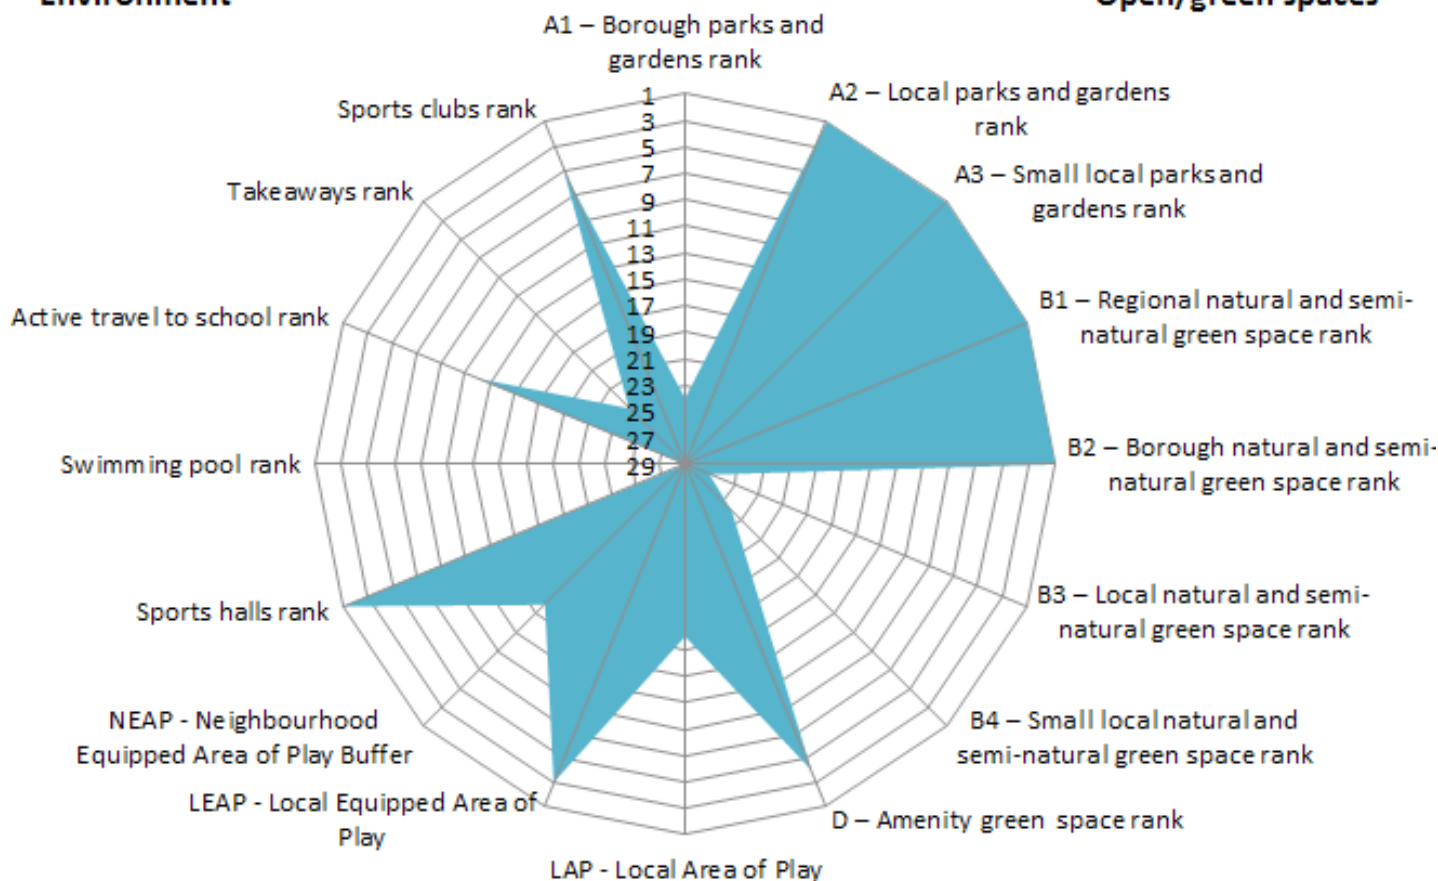 Environment
Open/green spaces
A1 – Borough parks and
gardens rank
A2 – Local parks and gardens
rank
A3 – Small local parks and
gardens rank
B1 – Regional natural and semi-
natural green space rank
B2 – Borough natural and semi-
natural green space rank
B3 – Local natural and semi-
natural green space rank
B4 – Small local natural and
semi-natural green space rank
D – Amenity green space rank
LAP - Local Area of Play
LEAP - Local Equipped Area of
Play
NEAP - Neighbourhood
Equipped Area of Play Buffer
Sports halls rank
Swimming pool rank
Active travel to school rank
Takeaways rank
Sports clubs rank
1
3
5
7
9
11
13
15
17
19
21
23
25
27
29